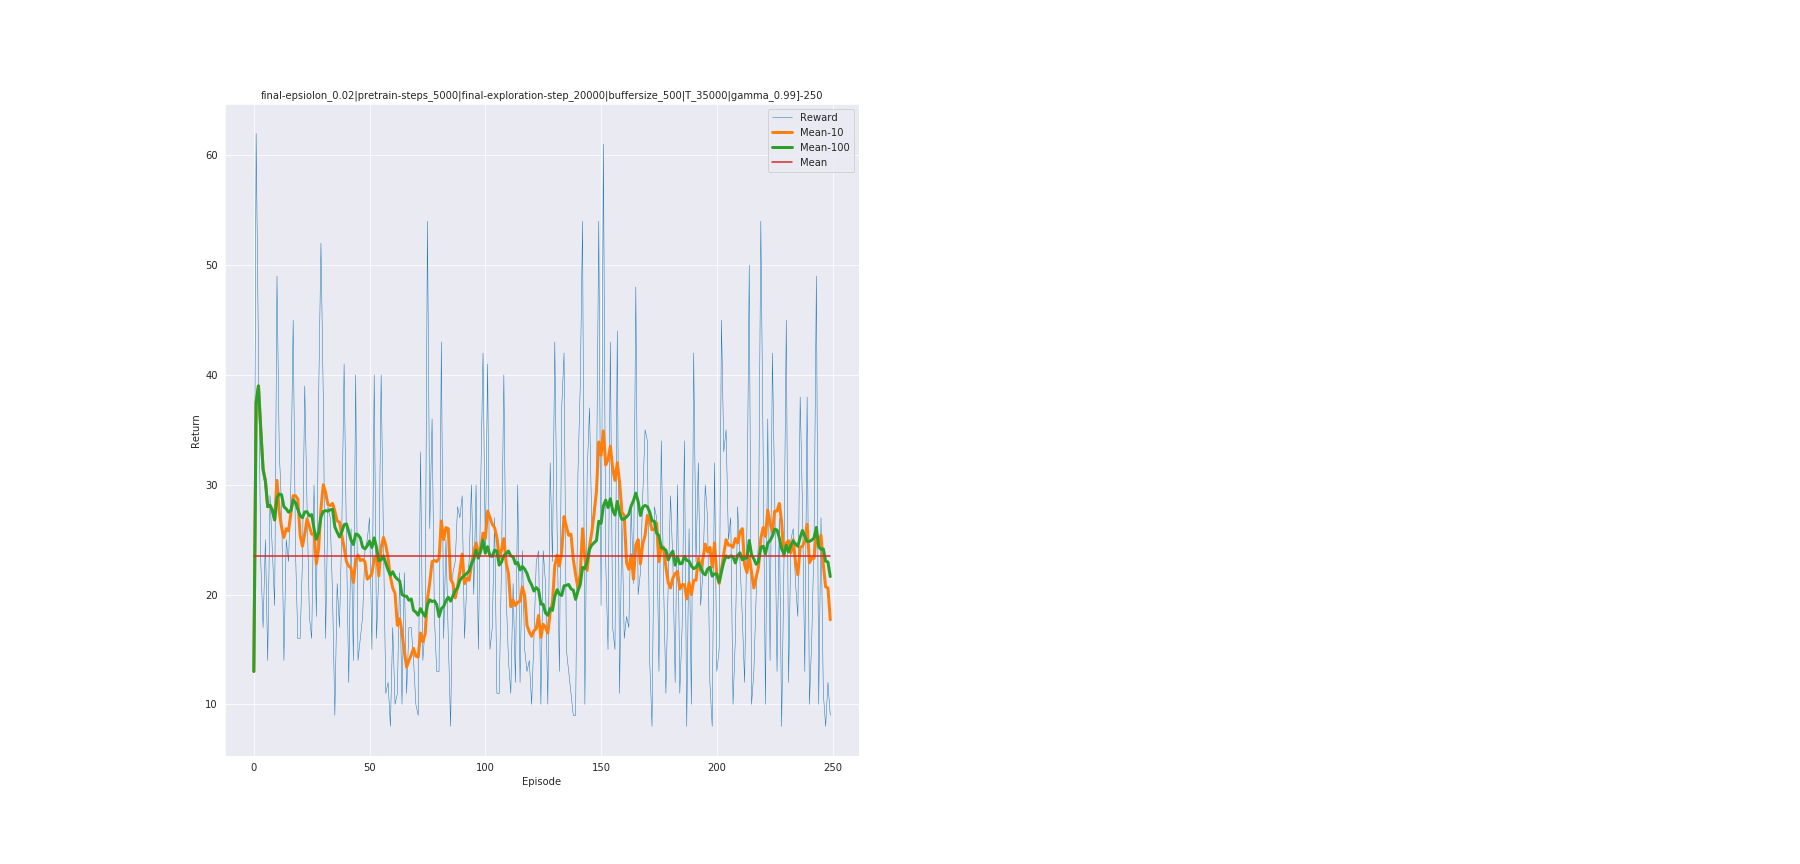 final-epsiolon_0.02|pretrain-steps_5000|final-exploration-step_20000|buffersize_500|T_35000|gamma_0.99]-250
Reward
Mean-10
Mean-100
Mean
60
50
40
30
20
10
Return
0 50 100 150 200 250
Episode